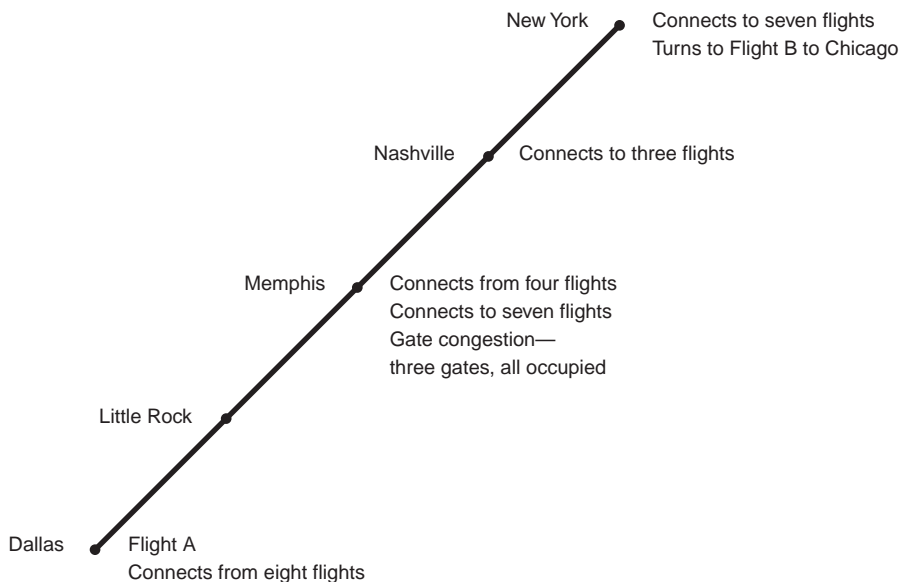 New York
Connects to seven flights
Turns to Flight B to Chicago
Nashville
Connects to three flights
Memphis
Connects from four flights
Connects to seven flights
Gate congestion—
three gates, all occupied
Little Rock
Dallas
Flight A
Connects from eight flights